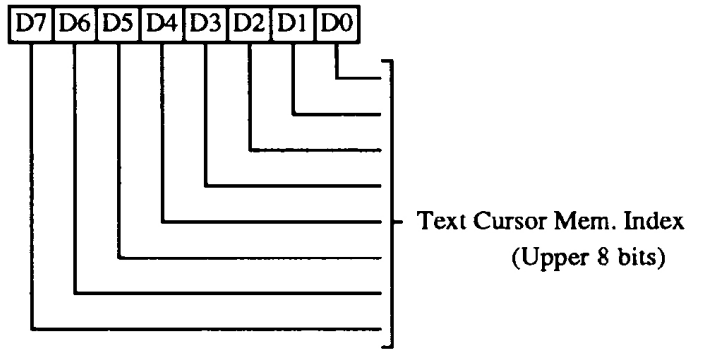 D7 D6 D5 D4 D3 D2 D1 D0
Text Cursor Mem. Index
(Upper 8 bits)